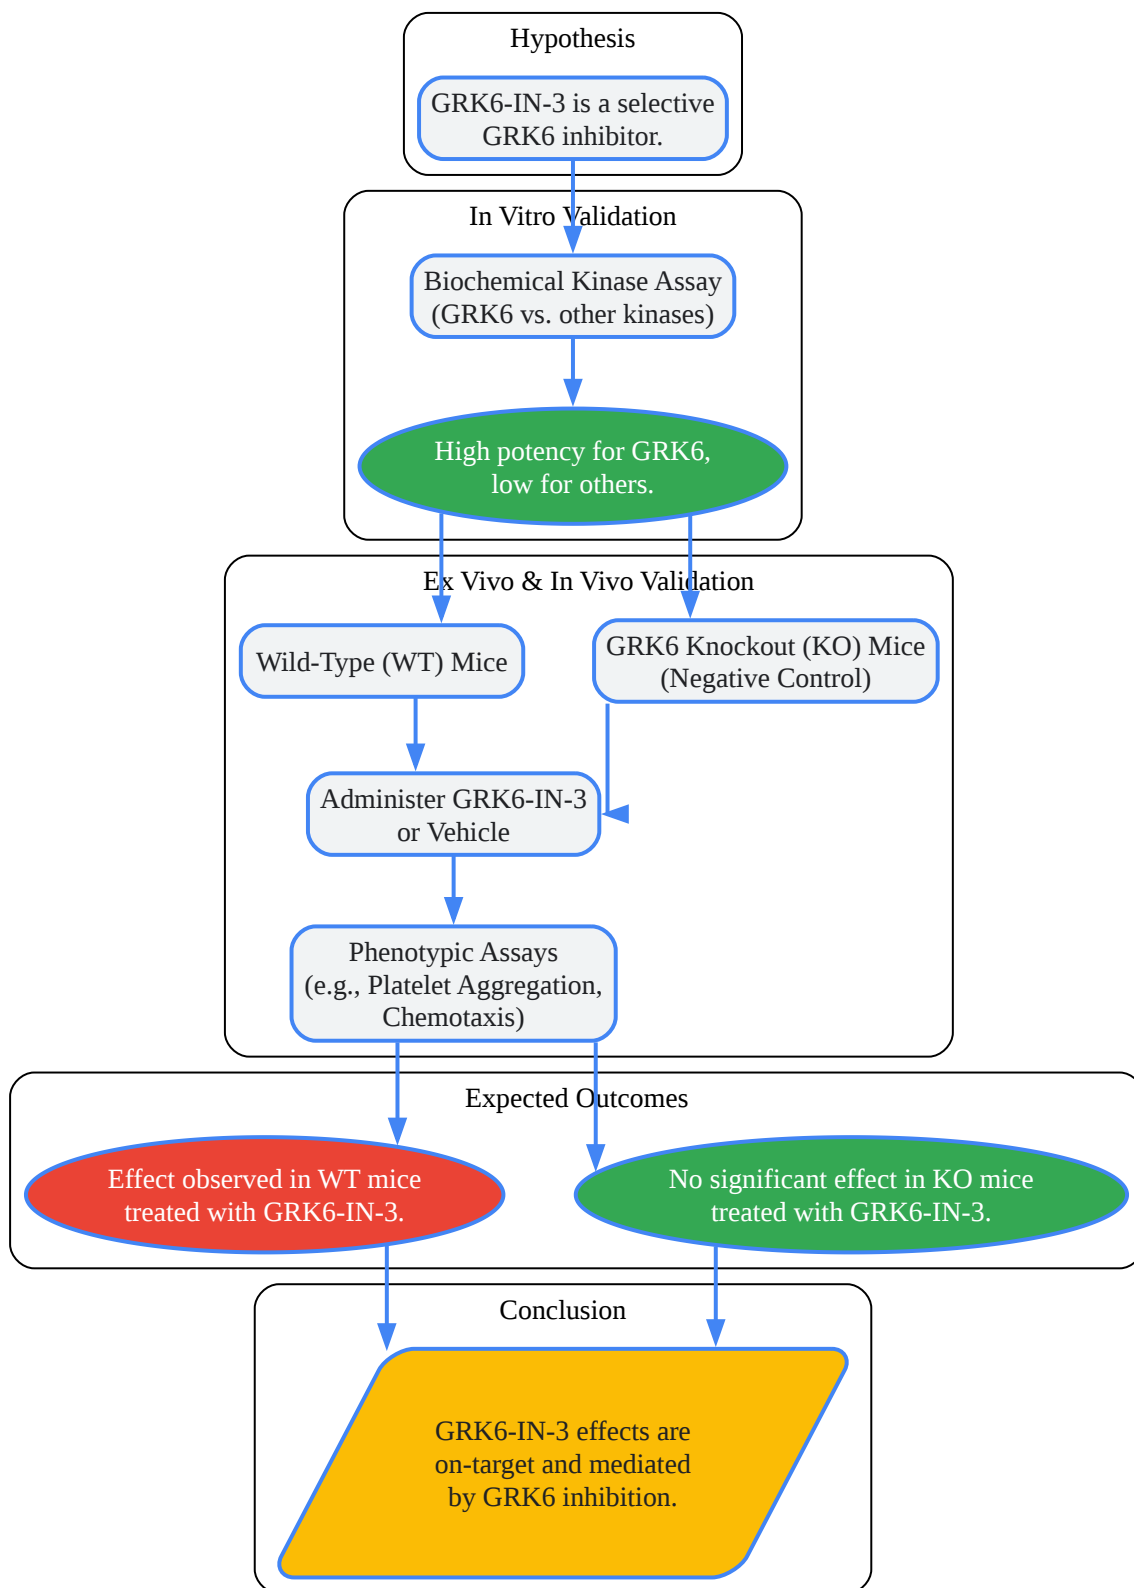 Hypothesis
GRK6-IN-3 is a selective
GRK6 inhibitor.
In Vitro Validation
Biochemical Kinase Assay
(GRK6 vs. other kinases)
High potency for GRK6,
low for others.
Ex Vivo & In Vivo Validation
Wild-Type (WT) Mice
GRK6 Knockout (KO) Mice
(Negative Control)
Administer GRK6-IN-3
or Vehicle
Phenotypic Assays
(e.g., Platelet Aggregation,
Chemotaxis)
Expected Outcomes
Effect observed in WT mice
treated with GRK6-IN-3.
No significant effect in KO mice
treated with GRK6-IN-3.
Conclusion
GRK6-IN-3 effects are
on-target and mediated
by GRK6 inhibition.